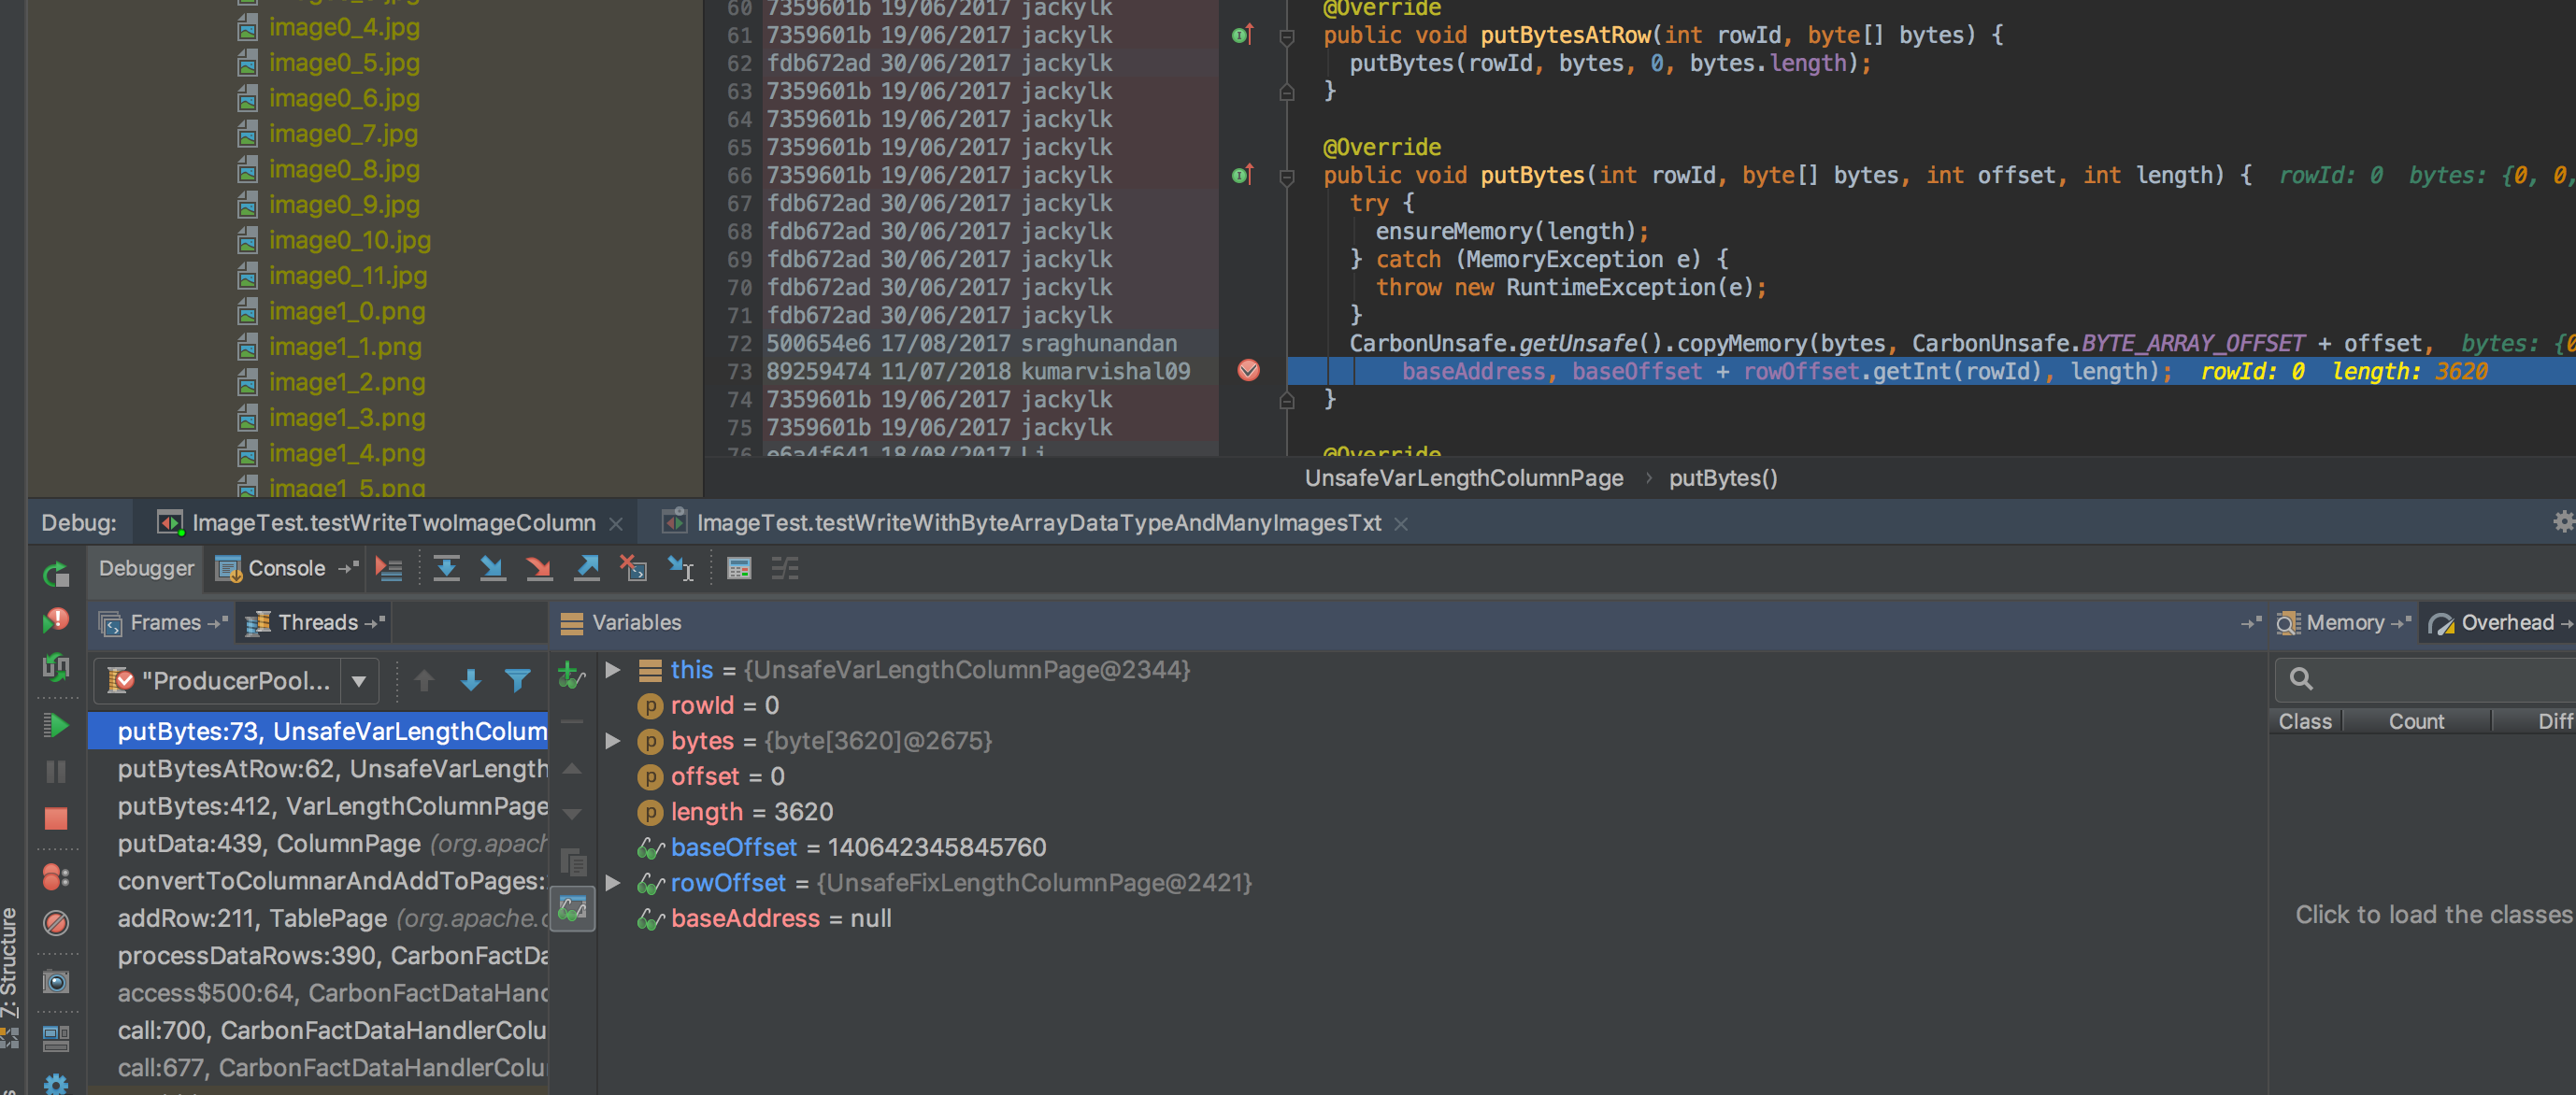 image0_4.jpg
image0_5.jpg
image0_6.jpg
image0_7.jpg
image0_8.jpg
image0_9.jpg
image0_10.jpg
image0_11.jpg
image1_0.png
image1_1.png
image1_2.png
image1_3.png
image1_4.png
image1_5.png
60 7359601b 19/06/2017 jackylk @Override
61 7359601b 19/06/2017 jackylk public void putBytesAtRow(int rowId, byte[] bytes) {
62 fdb672ad 30/06/2017 jackylk putBytes(rowId, bytes, 0, bytes.length);
63 7359601b 19/06/2017 jackylk }
64 7359601b 19/06/2017 jackylk
65 7359601b 19/06/2017 jackylk @Override
66 7359601b 19/06/2017 jackylk public void putBytes(int rowId, byte[] bytes, int offset, int length) { rowId: 0 bytes: {0, 0,
67 fdb672ad 30/06/2017 jackylk try {
68 fdb672ad 30/06/2017 jackylk ensureMemory(length);
69 fdb672ad 30/06/2017 jackylk } catch (MemoryException e) {
70 fdb672ad 30/06/2017 jackylk throw new RuntimeException(e);
71 fdb672ad 30/06/2017 jackylk }
72 500654e6 17/08/2017 sraghunandan CarbonUnsafe.getUnsafe().copyMemory(bytes, CarbonUnsafe.BYTE_ARRAY_OFFSET + offset, bytes: {0
73 89259474 11/07/2018 kumarvishal09 baseAddress, baseOffset + rowOffset.getInt(rowId), length); rowId: 0 length: 3620
74 7359601b 19/06/2017 jackylk }
75 7359601b 19/06/2017 jackylk
76 e6a4f641 18/08/2017 Li @Override
UnsafeVarLengthColumnPage › putBytes()
Debug: ImageTest.testWriteTwoImageColumn ImageTest.testWriteWithByteArrayDataTypeAndManyImagesTxt
Debugger Console
Frames Threads Variables Memory Overhead
"ProducerPool...
putBytes:73, UnsafeVarLengthColum
putBytesAtRow:62, UnsafeVarLength
putBytes:412, VarLengthColumnPage
putData:439, ColumnPage (org.apach
convertToColumnarAndAddToPages:
addRow:211, TablePage (org.apache.c
processDataRows:390, CarbonFactDa
access$500:64, CarbonFactDataHand
call:700, CarbonFactDataHandlerColu
call:677, CarbonFactDataHandlerColu
this = {UnsafeVarLengthColumnPage@2344}
rowId = 0
bytes = {byte[3620]@2675}
offset = 0
length = 3620
baseOffset = 140642345845760
rowOffset = {UnsafeFixLengthColumnPage@2421}
baseAddress = null
Class Count Diff
Click to load the classes
Z: Structure